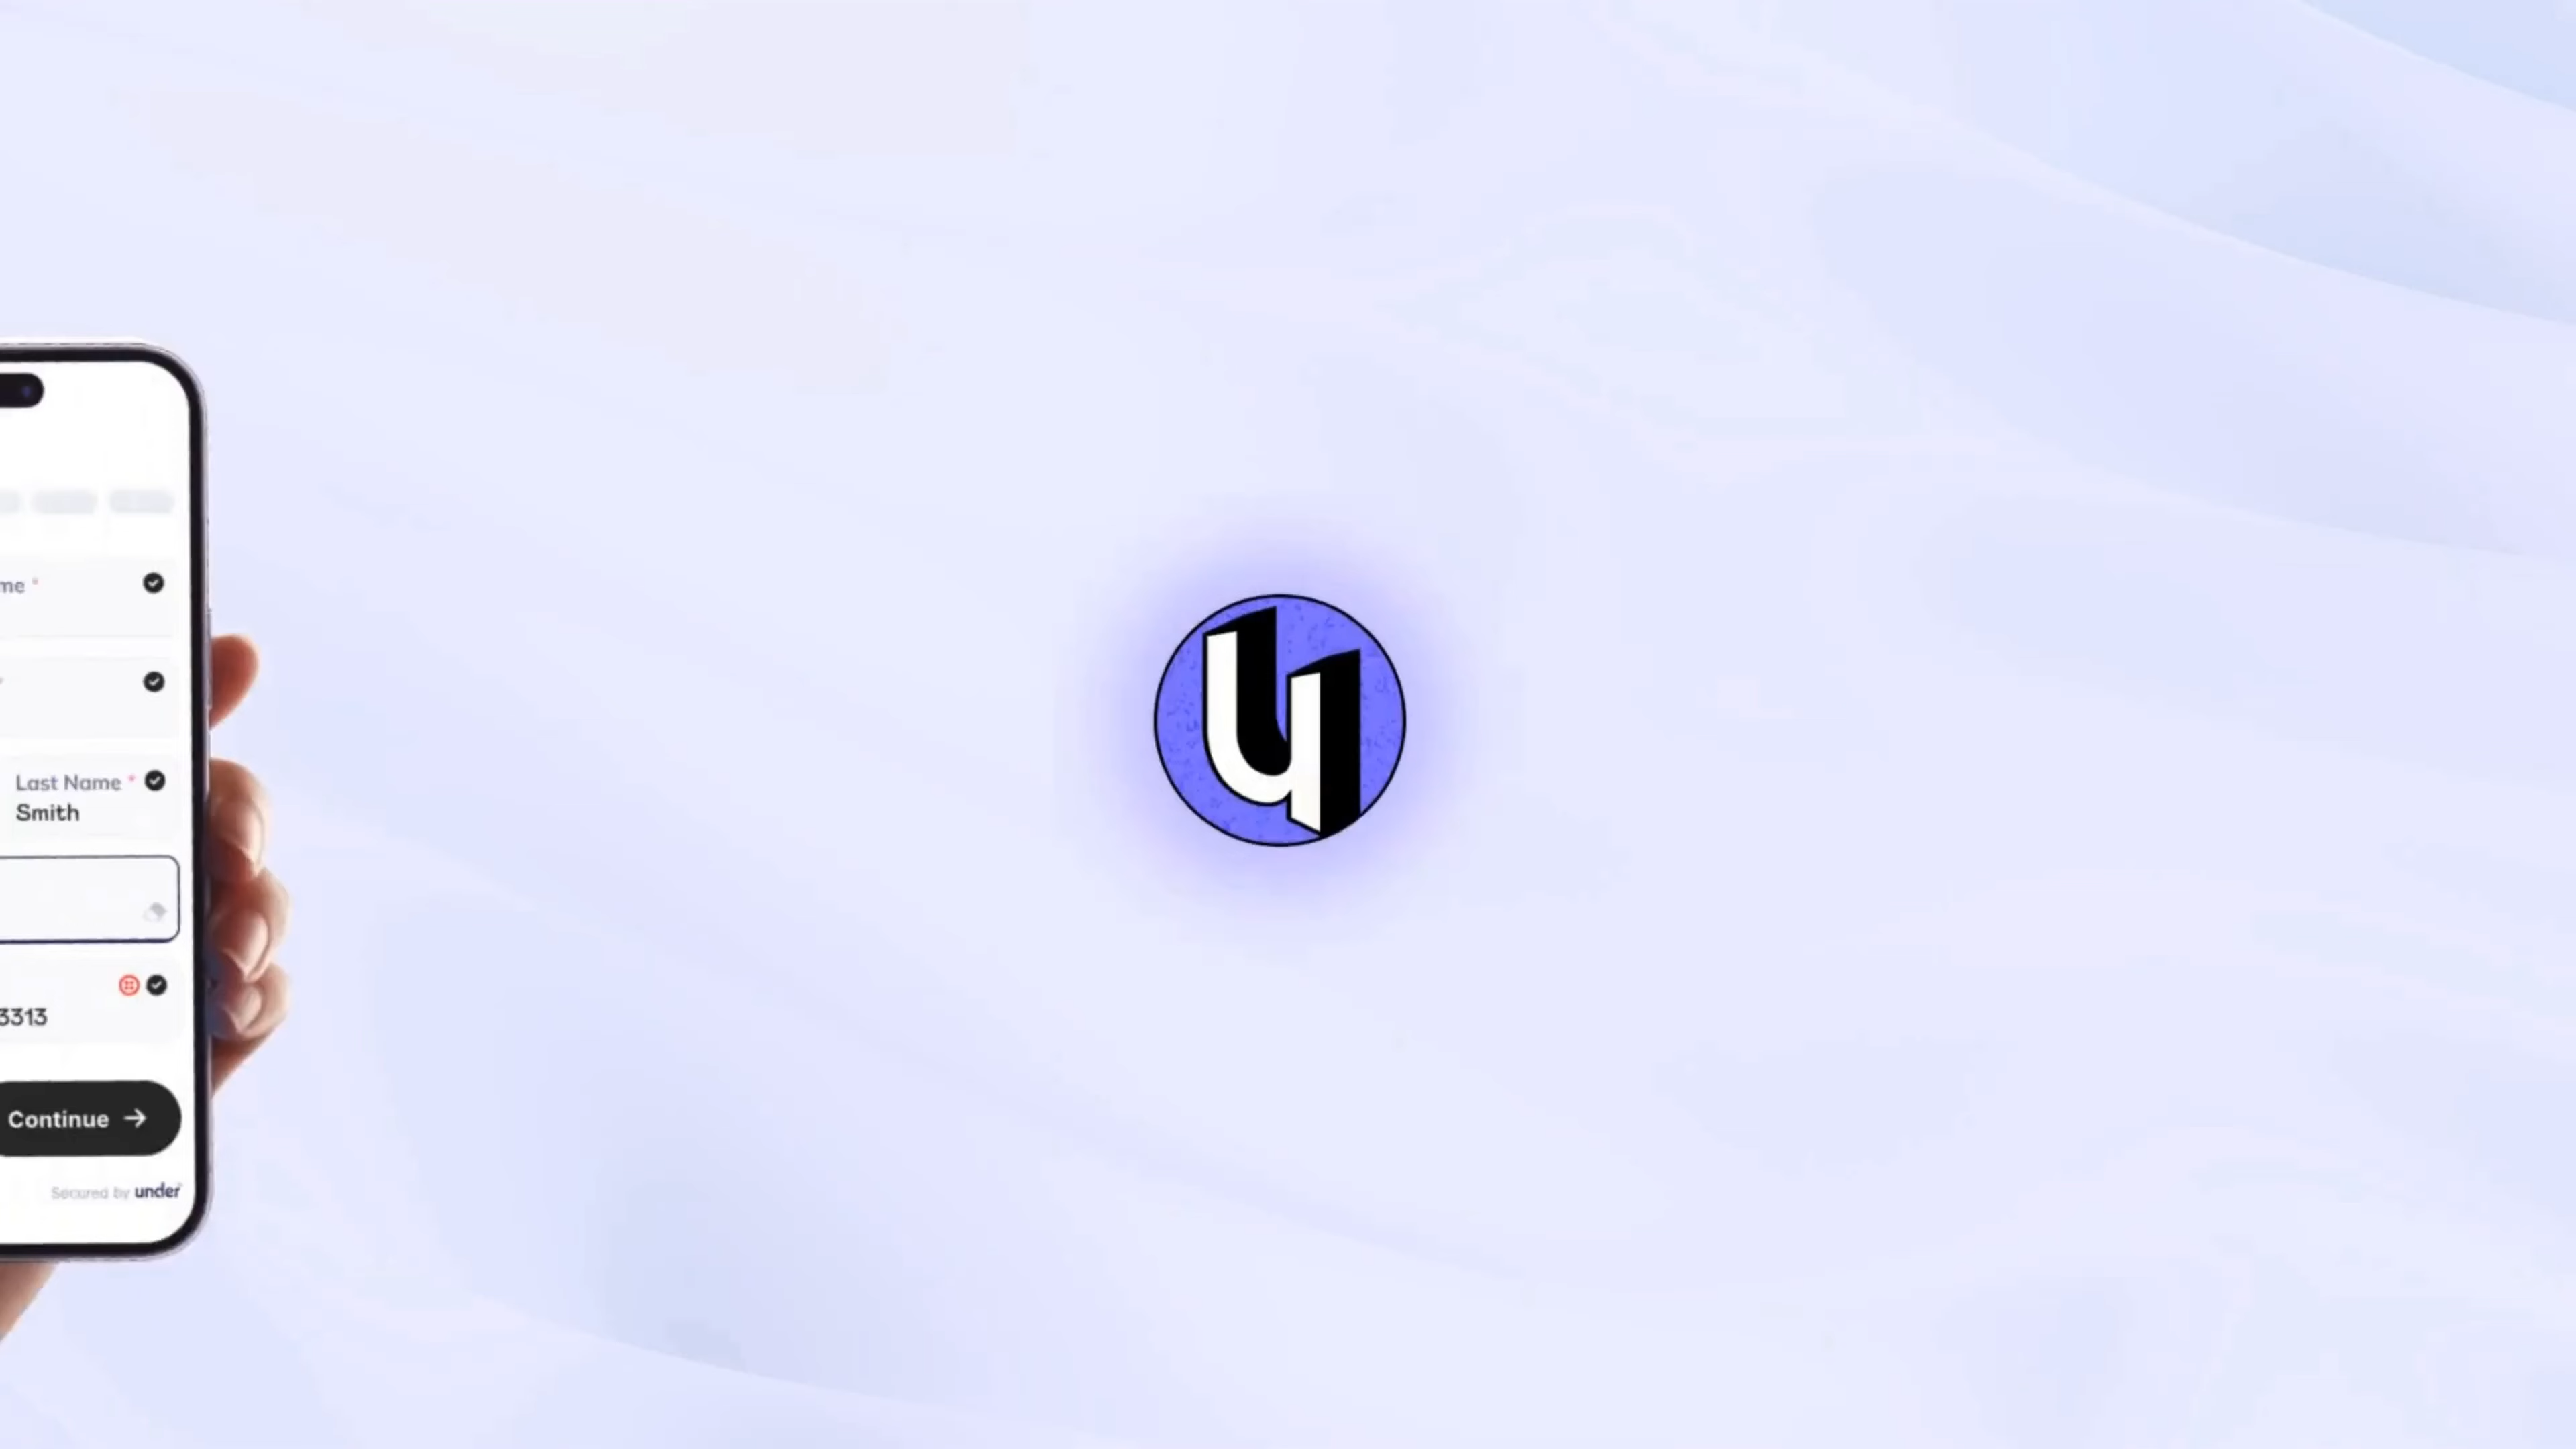 me *
Last Name *
Smith
3313
Continue →
Secured by under
u